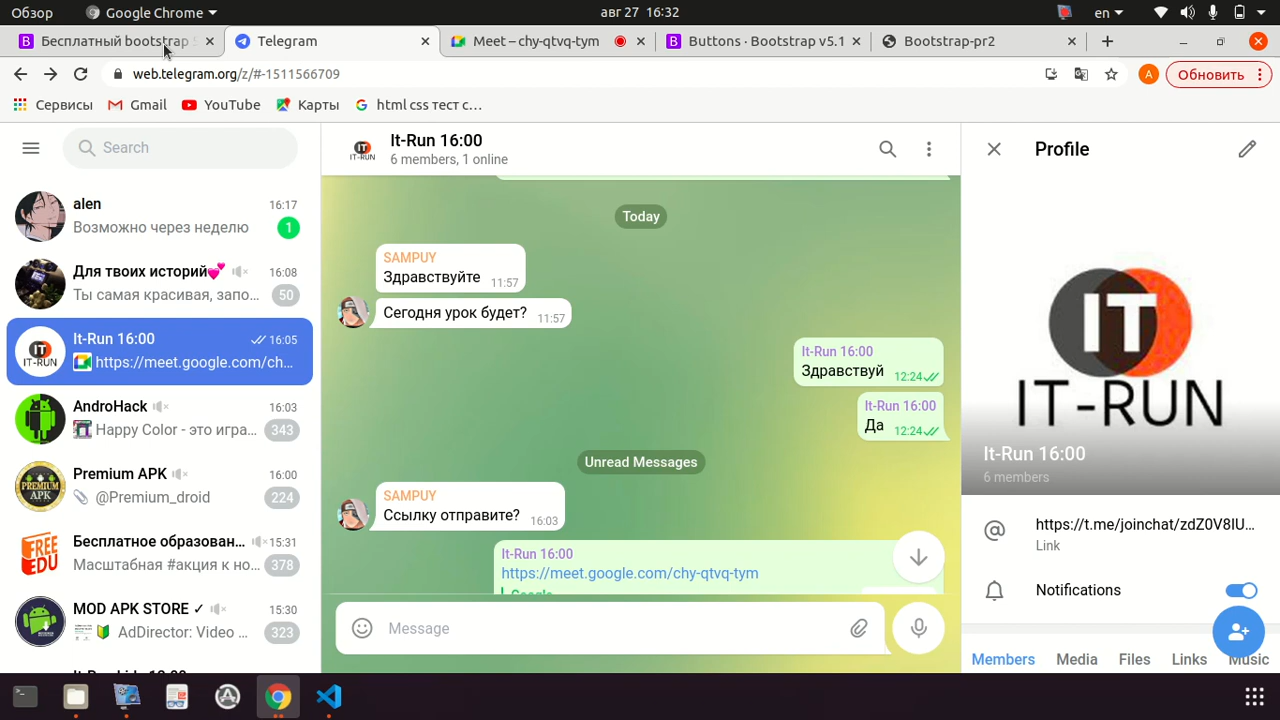 Обзор
Google Chrome
авг 27 16:32
en
Бесплатный bootstrap
Telegram
Meet – chy-qtvq-tym
Buttons · Bootstrap v5.1
Bootstrap-pr2
web.telegram.org/z/#-1511566709
A
Обновить
Сервисы
Gmail
YouTube
Карты
html css тест с…
Search
alen
16:17
Возможно через неделю
1
Для твоих историй💕
16:08
Ты самая красивая, запо...
50
It-Run 16:00
16:05
https://meet.google.com/ch...
AndroHack
16:03
Happy Color - это игра...
343
Premium APK
16:00
@Premium_droid
224
Бесплатное образован...
15:31
Масштабная #акция к но...
378
MOD APK STORE ✓
15:30
AdDirector: Video ...
323
It-Run 16:00
6 members, 1 online
Today
SAMPUY
Здравствуйте
11:57
Сегодня урок будет?
11:57
It-Run 16:00
Здравствуй
12:24
It-Run 16:00
Да
12:24
Unread Messages
SAMPUY
Ссылку отправите?
16:03
It-Run 16:00
https://meet.google.com/chy-qtvq-tym
Google
Message
Profile
IT
IT-RUN
It-Run 16:00
6 members
https://t.me/joinchat/zdZ0V8IU...
Link
Notifications
Members
Media
Files
Links
Music